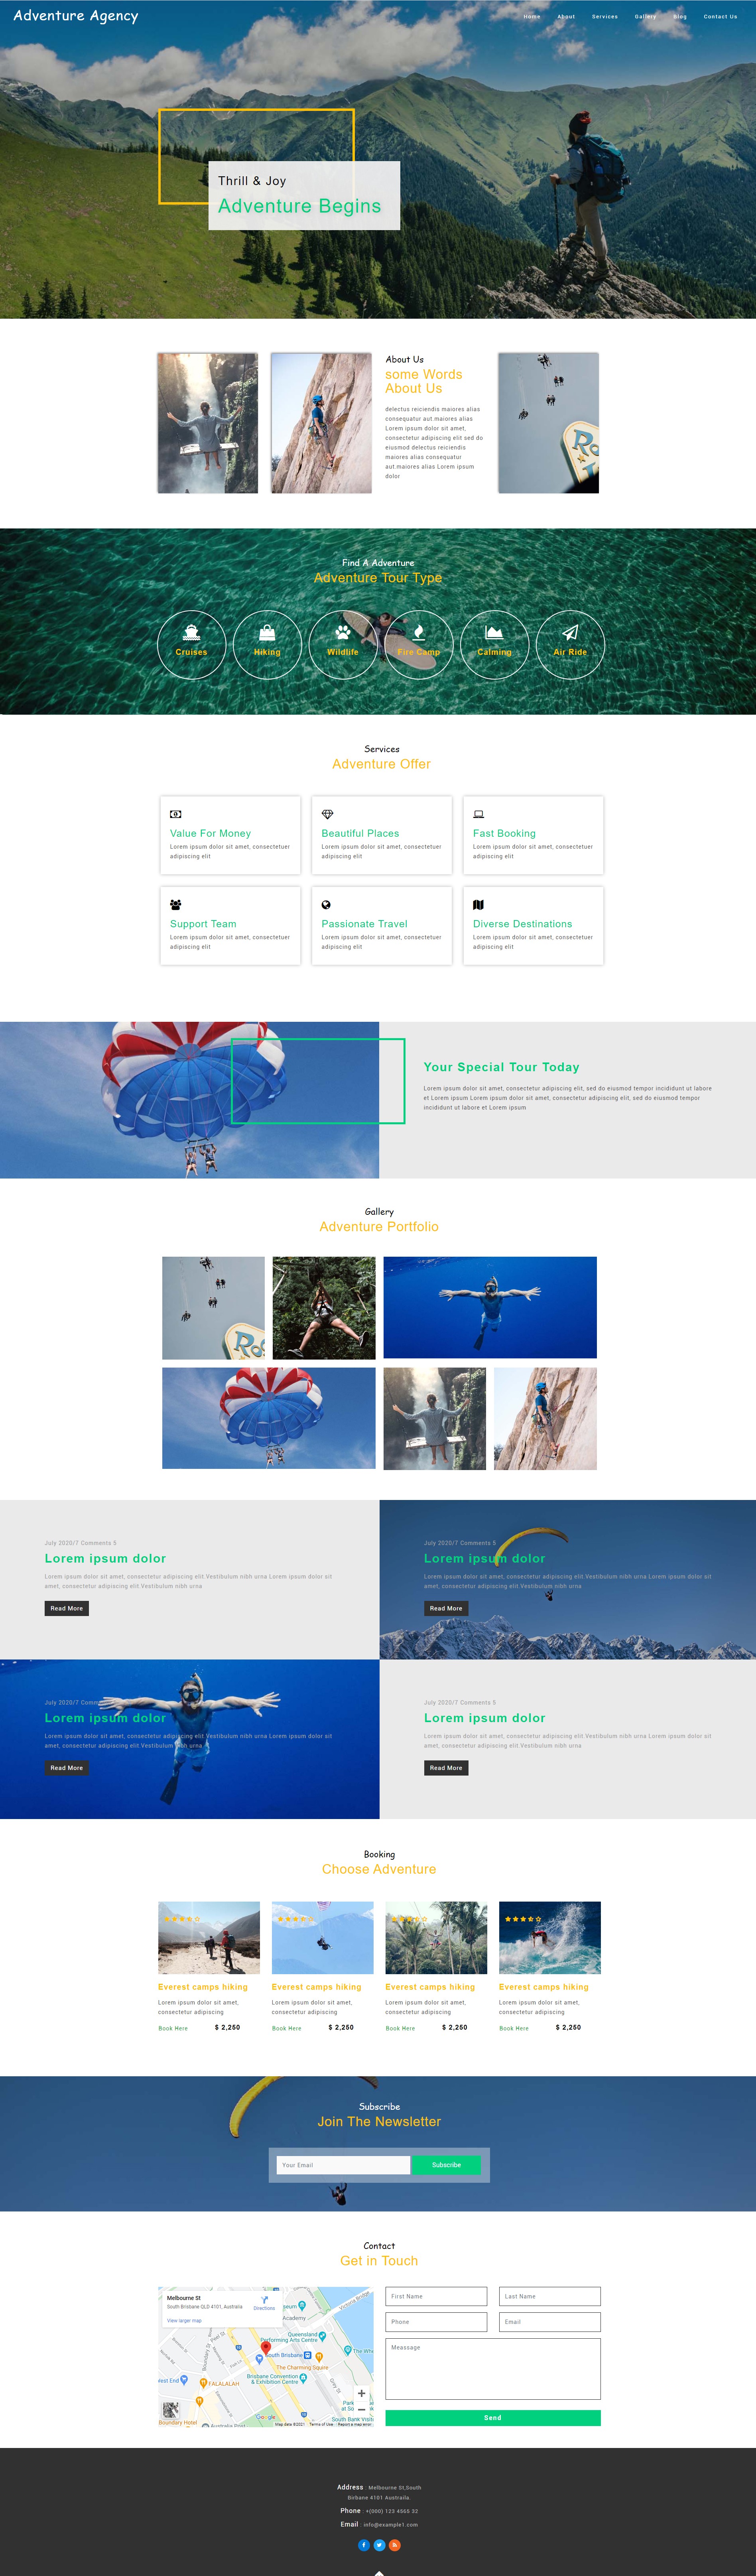 Adventure Agency
Home About Services Gallery Blog Contact Us
Thrill & Joy
Adventure Begins
About Us
some Words
About Us
delectus reiciendis maiores alias
consequatur aut.maiores alias
Lorem ipsum dolor sit amet,
consectetur adipiscing elit sed do
eiusmod delectus reiciendis
maiores alias consequatur
aut.maiores alias Lorem ipsum
dolor
Find A Adventure
Adventure Tour Type
Cruises Hiking Wildlife Fire Camp Calming Air Ride
Services
Adventure Offer
Value For Money
Lorem ipsum dolor sit amet, consectetuer
adipiscing elit
Beautiful Places
Lorem ipsum dolor sit amet, consectetuer
adipiscing elit
Fast Booking
Lorem ipsum dolor sit amet, consectetuer
adipiscing elit
Support Team
Lorem ipsum dolor sit amet, consectetuer
adipiscing elit
Passionate Travel
Lorem ipsum dolor sit amet, consectetuer
adipiscing elit
Diverse Destinations
Lorem ipsum dolor sit amet, consectetuer
adipiscing elit
Your Special Tour Today
Lorem ipsum dolor sit amet, consectetur adipiscing elit, sed do eiusmod tempor incididunt ut labore
et Lorem ipsum Lorem ipsum dolor sit amet, consectetur adipiscing elit, sed do eiusmod tempor
incididunt ut labore et Lorem ipsum
Gallery
Adventure Portfolio
July 2020/7 Comments 5
Lorem ipsum dolor
Lorem ipsum dolor sit amet, consectetur adipiscing elit.Vestibulum nibh urna Lorem ipsum dolor sit
amet, consectetur adipiscing elit.Vestibulum nibh urna
Read More
July 2020/7 Comments 5
Lorem ipsum dolor
Lorem ipsum dolor sit amet, consectetur adipiscing elit.Vestibulum nibh urna Lorem ipsum dolor sit
amet, consectetur adipiscing elit.Vestibulum nibh urna
Read More
July 2020/7
Lorem ipsum dolor
Lorem ipsum dolor sit amet, consectetur adipiscing elit.Vestibulum nibh urna Lorem ipsum dolor sit
amet, consectetur adipiscing elit.Vestibulum nibh urna
Read More
July 2020/7 Comments 5
Lorem ipsum dolor
Lorem ipsum dolor sit amet, consectetur adipiscing elit.Vestibulum nibh urna Lorem ipsum dolor sit
amet, consectetur adipiscing elit.Vestibulum nibh urna
Read More
Booking
Choose Adventure
Everest camps hiking
Lorem ipsum dolor sit amet,
consectetur adipiscing
Book Here $ 2,250
Everest camps hiking
Lorem ipsum dolor sit amet,
consectetur adipiscing
Book Here $ 2,250
Everest camps hiking
Lorem ipsum dolor sit amet,
consectetur adipiscing
Book Here $ 2,250
Everest camps hiking
Lorem ipsum dolor sit amet,
consectetur adipiscing
Book Here $ 2,250
Subscribe
Join The Newsletter
Your Email Subscribe
Contact
Get in Touch
Melbourne St
South Brisbane QLD 4101, Australia
Directions
View larger map
Academy
Queensland
Performing Arts Centre
South Brisbane
The Charming Squire
Brisbane Convention
& Exhibition Centre
FALALALAH
Boundary St
Grey St
Victoria Bridge
Boundary Hotel
South Bank
Google
Map data ©2021 Terms of Use Report a map error
First Name Last Name
Phone Email
Meassage
Send
Address : Melbourne St,South
Birbane 4101 Austraila.
Phone : +(000) 123 4565 32
Email : info@example1.com